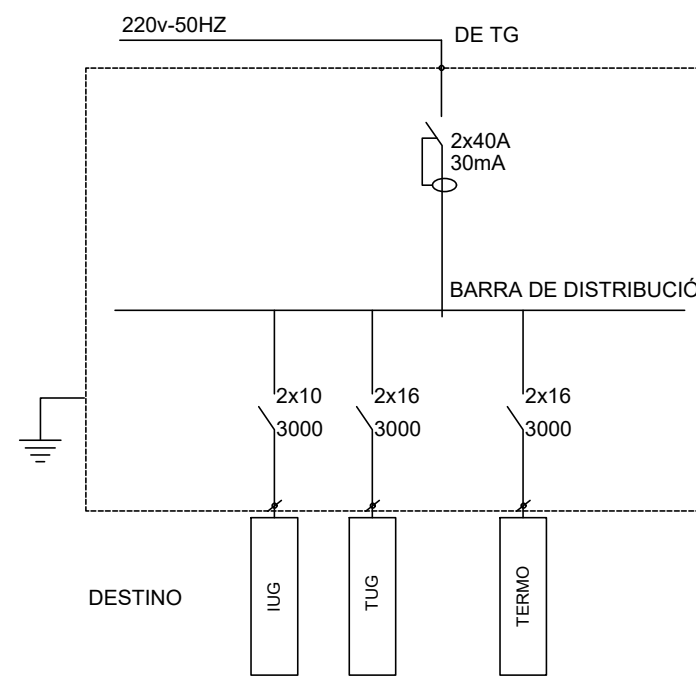 220v-50HZ
DE TG
2x40A
30mA
BARRA DE DISTRIBUCIÓ
2x10
3000
2x16
3000
2x16
3000
DESTINO
IUG
TUG
TERMO